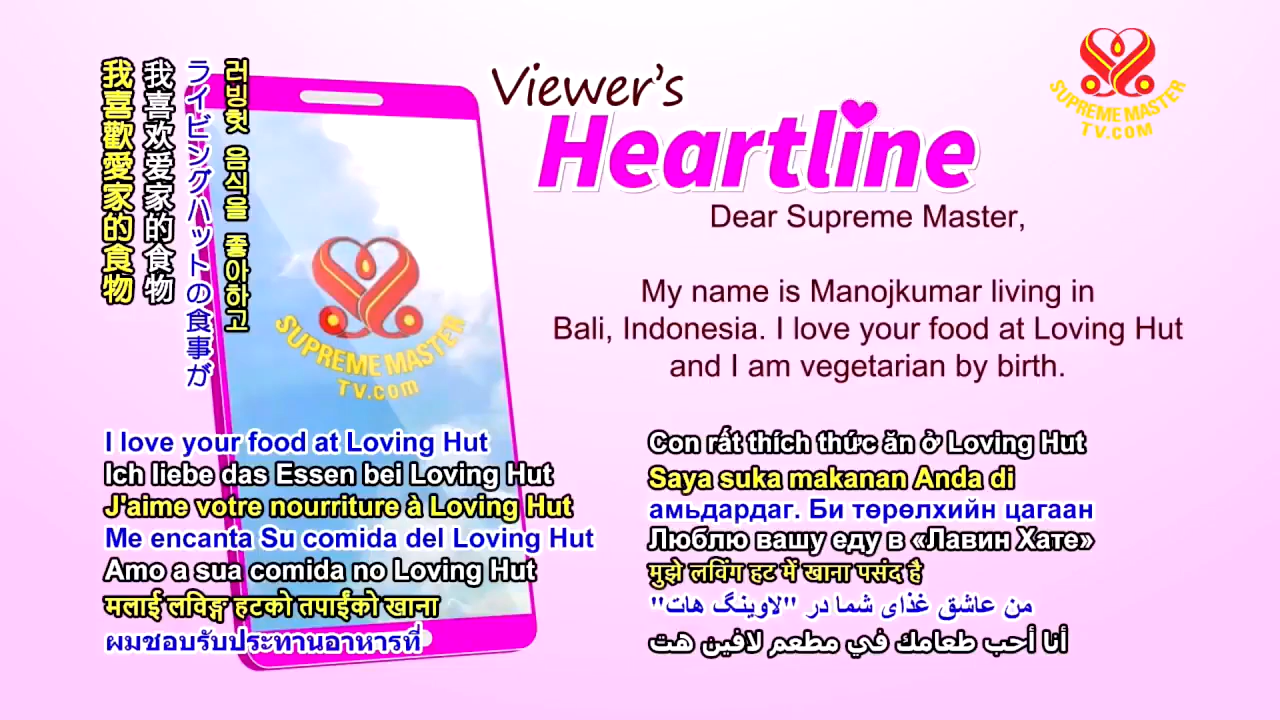 我喜歡愛家的食物
我喜欢爱家的食物
ライビングハットの食事が
러빙헛 음식을 좋아하고
Viewer's
Heartline
SUPREME MASTER
TV.COM
Dear Supreme Master,
My name is Manojkumar living in
Bali, Indonesia. I love your food at Loving Hut
and I am vegetarian by birth.
SUPREME MASTER
TV.COM
I love your food at Loving Hut
Ich liebe das Essen bei Loving Hut
J'aime votre nourriture à Loving Hut
Me encanta Su comida del Loving Hut
Amo a sua comida no Loving Hut
मलाई लविङ्ग हटको तपाईंको खाना
ผมชอบรับประทานอาหารที่
Con rất thích thức ăn ở Loving Hut
Saya suka makanan Anda di
амьдардаг. Би төрөлхийн цагаан
Люблю вашу еду в «Лавин Хате»
मुझे लविंग हट में खाना पसंद है
من عاشق غذای شما در "لاوینگ هات"
أنا أحب طعامك في مطعم لافين هت